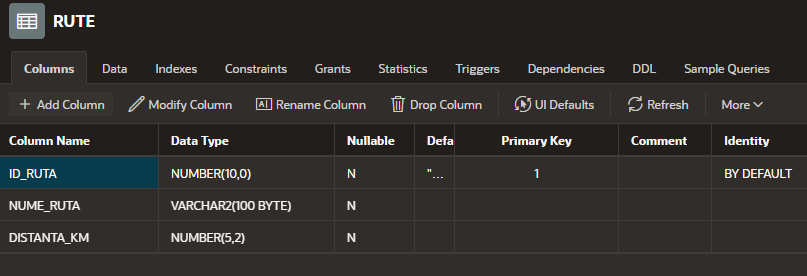 RUTE
Columns Data Indexes Constraints Grants Statistics Triggers Dependencies DDL Sample Queries
+ Add Column Modify Column Rename Column Drop Column UI Defaults Refresh More
Column Name Data Type Nullable Defa Primary Key Comment Identity
ID_RUTA NUMBER(10,0) N "... 1 BY DEFAULT
NUME_RUTA VARCHAR2(100 BYTE) N
DISTANTA_KM NUMBER(5,2) N